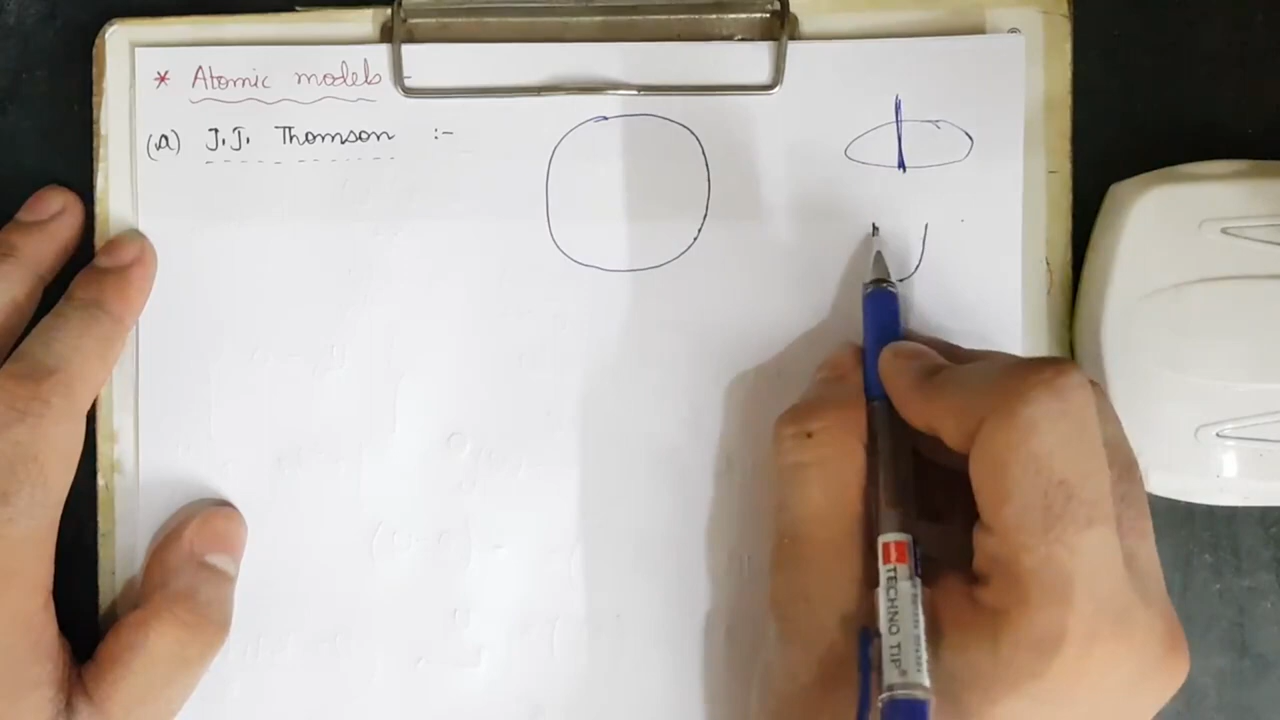 * Atomic models -
(a) J.J. Thomson :-
TECHNO TIP®